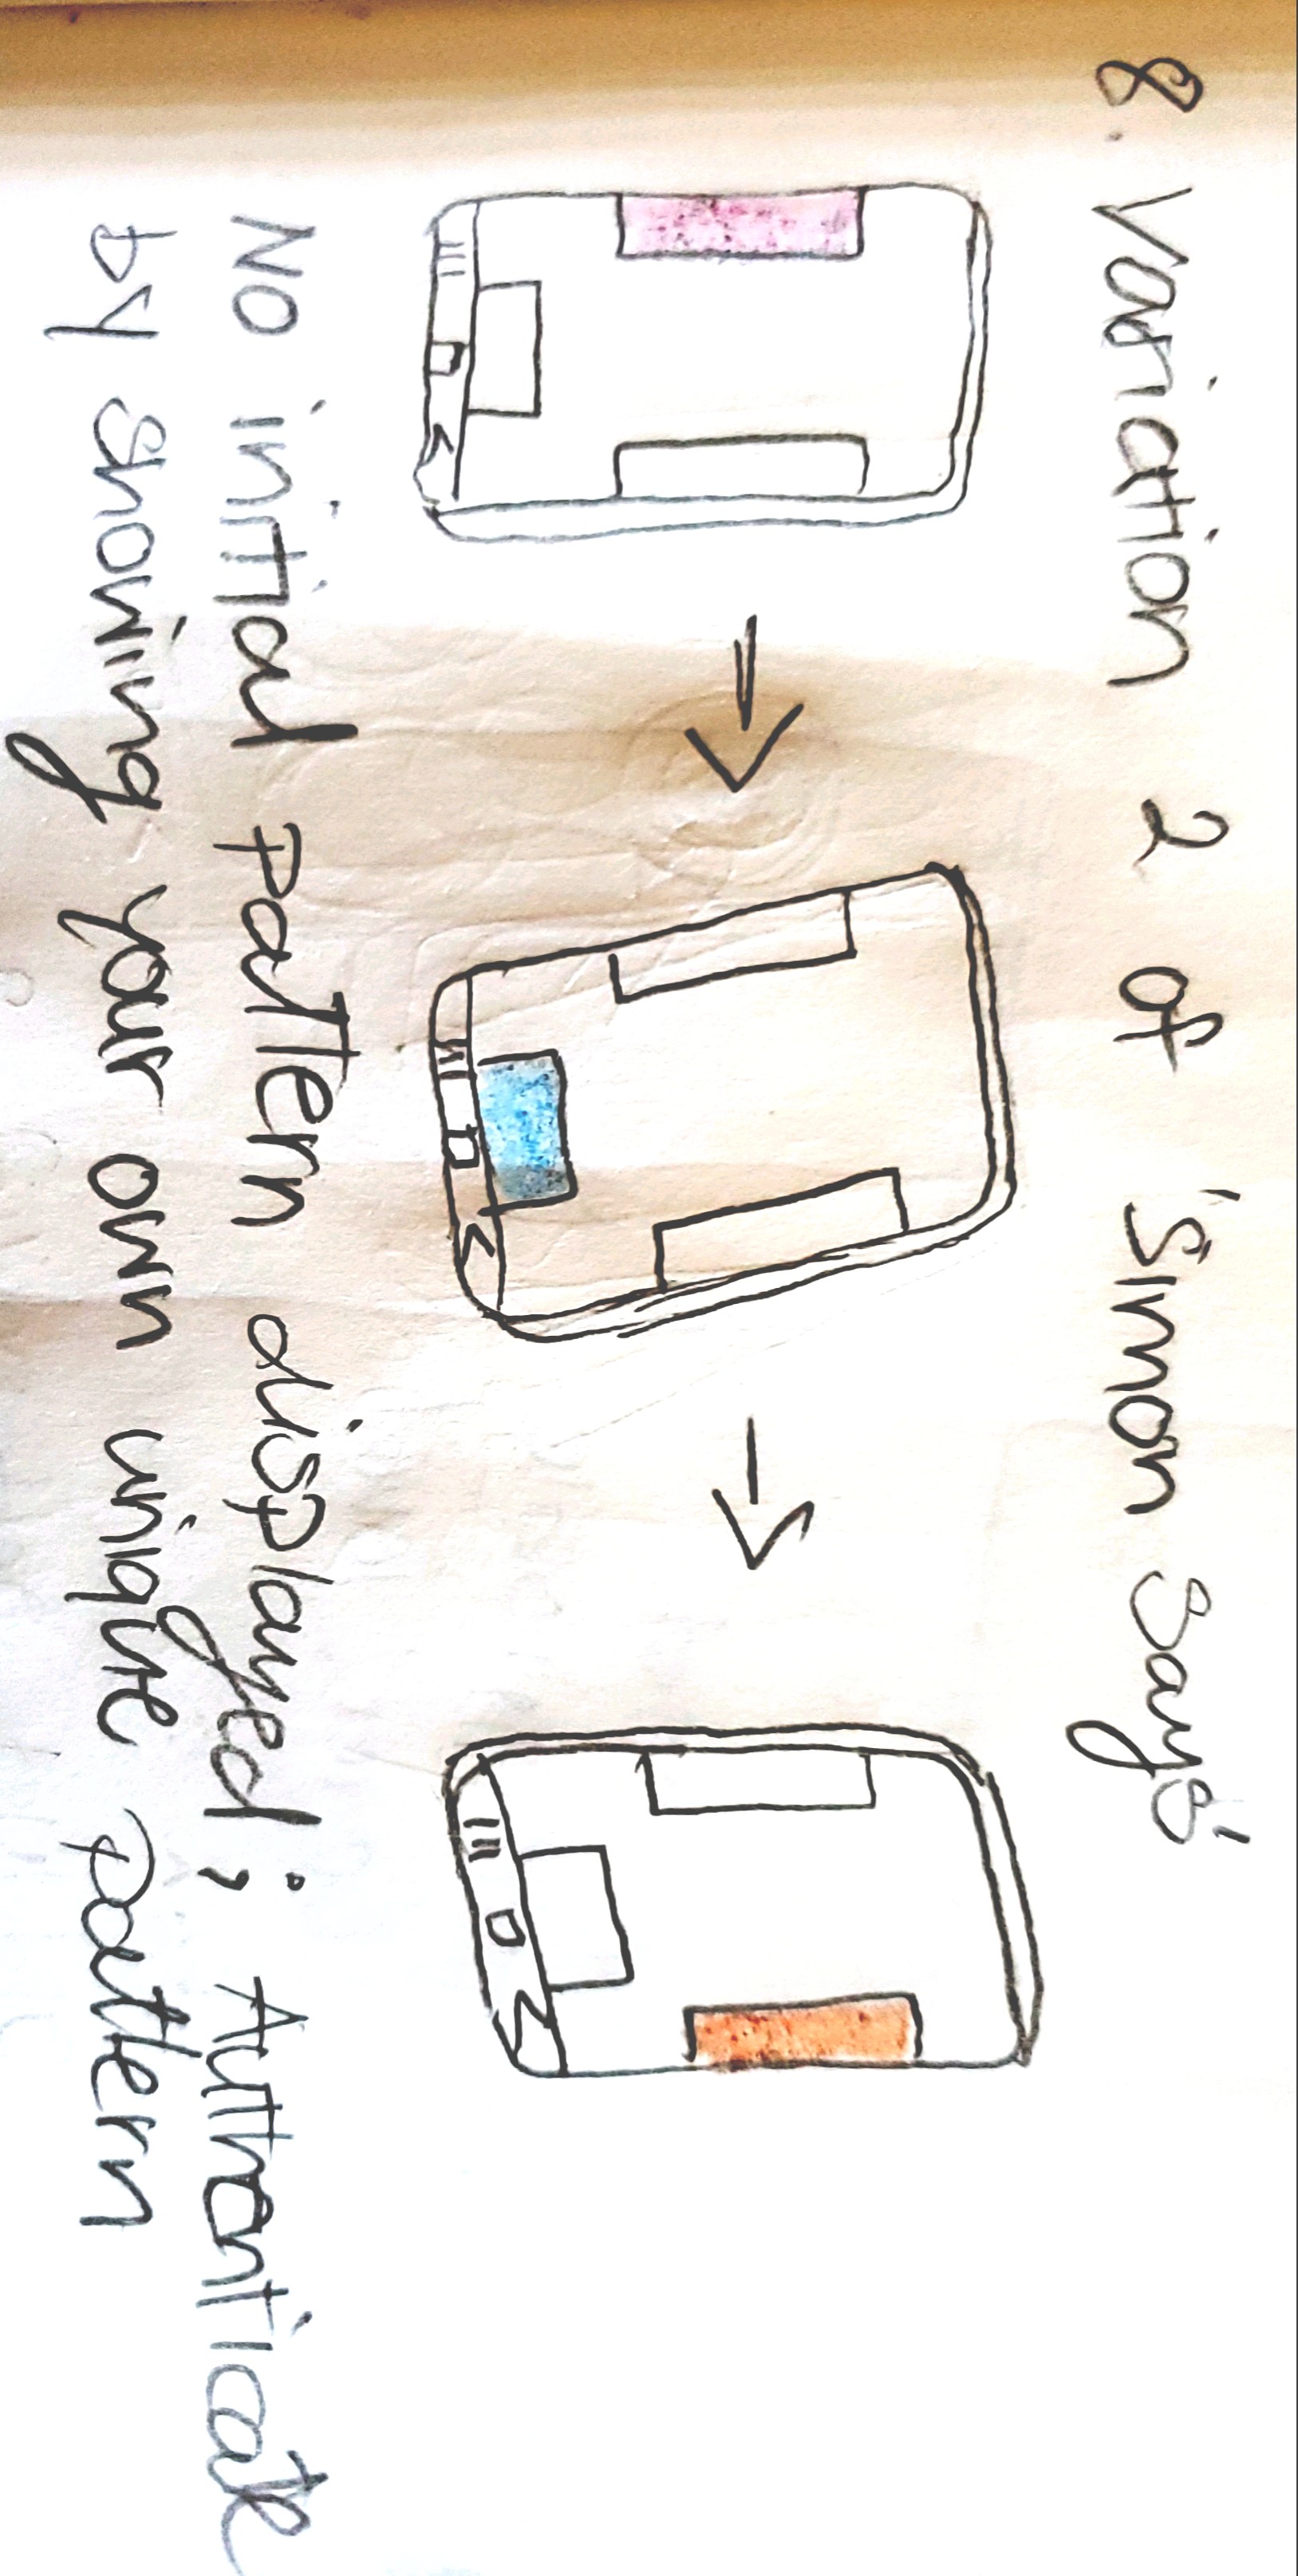 8. Variation 2 of 'Simon Says'
No initial pattern displayed; Authenticate
by showing your own unique pattern